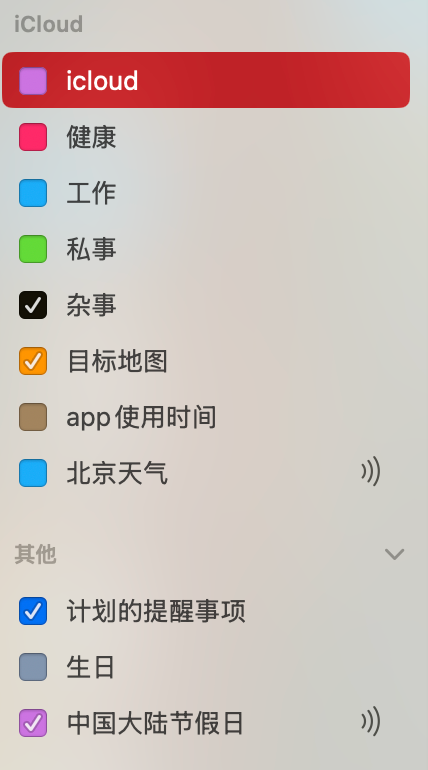 iCloud
icloud
健康
工作
私事
杂事
目标地图
app使用时间
北京天气
其他
计划的提醒事项
生日
中国大陆节假日